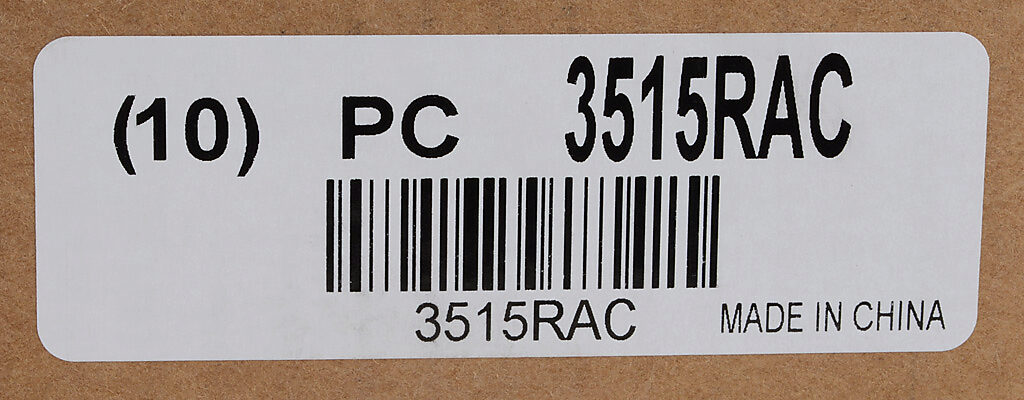 (10) PC 3515RAC
3515RAC
MADE IN CHINA